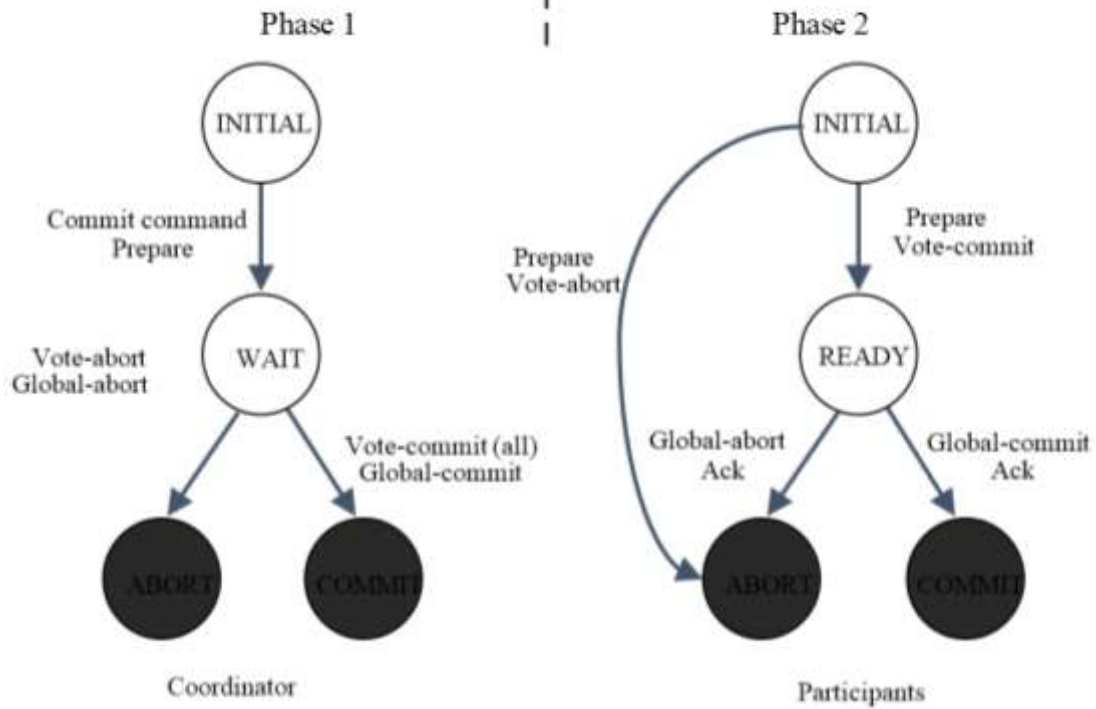 Phase 1
Phase 2
INITIAL
Commit command
Prepare
WAIT
Vote-abort
Global-abort
Vote-commit (all)
Global-commit
ABORT
COMMIT
Coordinator
INITIAL
Prepare
Vote-commit
Prepare
Vote-abort
READY
Global-abort
Ack
Global-commit
Ack
ABORT
COMMIT
Participants